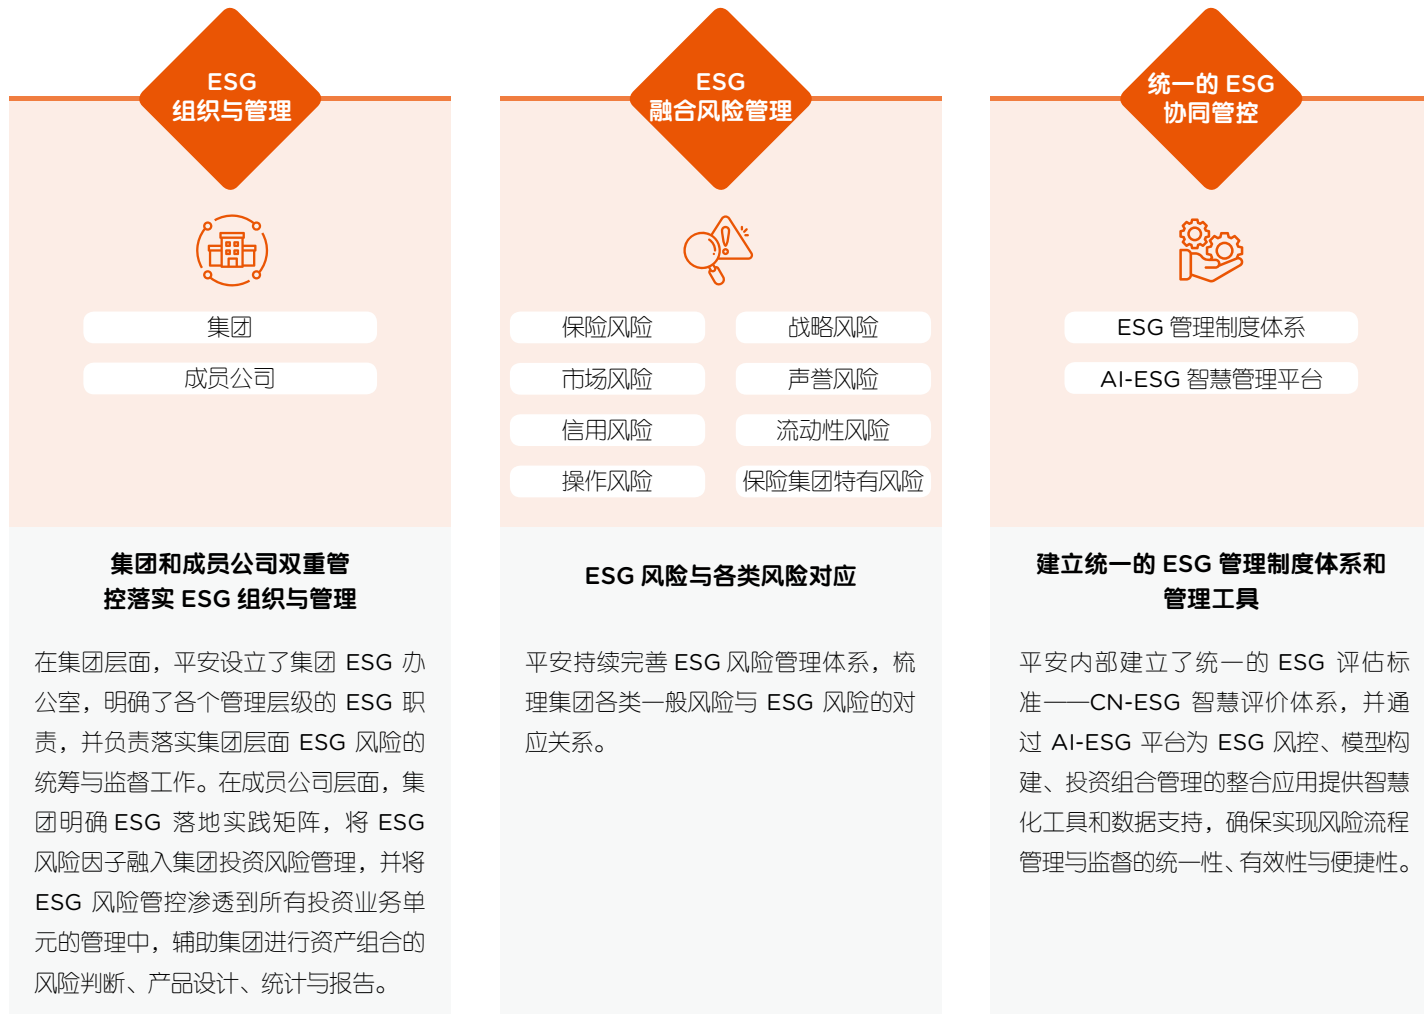 ESG
组织与管理
集团
成员公司
集团和成员公司双重管
控落实 ESG 组织与管理
在集团层面，平安设立了集团 ESG 办
公室，明确了各个管理层级的 ESG 职
责，并负责落实集团层面 ESG 风险的
统筹与监督工作。在成员公司层面，集
团明确 ESG 落地实践矩阵，将 ESG
风险因子融入集团投资风险管理，并将
ESG 风险管控渗透到所有投资业务单
元的管理中，辅助集团进行资产组合的
风险判断、产品设计、统计与报告。
ESG
融合风险管理
保险风险
战略风险
市场风险
声誉风险
信用风险
流动性风险
操作风险
保险集团特有风险
ESG 风险与各类风险对应
平安持续完善 ESG 风险管理体系，梳
理集团各类一般风险与 ESG 风险的对
应关系。
统一的 ESG
协同管控
ESG 管理制度体系
AI-ESG 智慧管理平台
建立统一的 ESG 管理制度体系和
管理工具
平安内部建立了统一的 ESG 评估标
准——CN-ESG 智慧评价体系，并通
过 AI-ESG 平台为 ESG 风控、模型构
建、投资组合管理的整合应用提供智慧
化工具和数据支持，确保实现风险流程
管理与监督的统一性、有效性与便捷性。